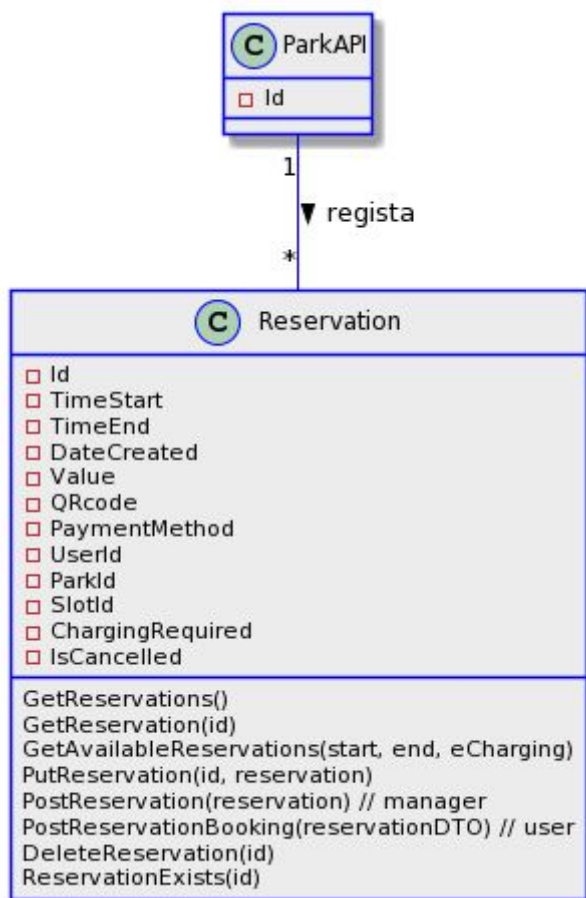 C ParkAPI
Id
1
regista
*
C Reservation
Id
TimeStart
TimeEnd
DateCreated
Value
QRcode
PaymentMethod
UserId
ParkId
SlotId
ChargingRequired
IsCancelled
GetReservations()
GetReservation(id)
GetAvailableReservations(start, end, eCharging)
PutReservation(id, reservation)
PostReservation(reservation) // manager
PostReservationBooking(reservationDTO) // user
DeleteReservation(id)
ReservationExists(id)